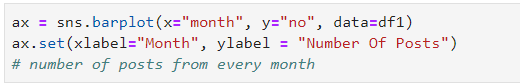 ax = sns.barplot(x="month", y="no", data=df1)
ax.set(xlabel="Month", ylabel = "Number Of Posts")
# number of posts from every month